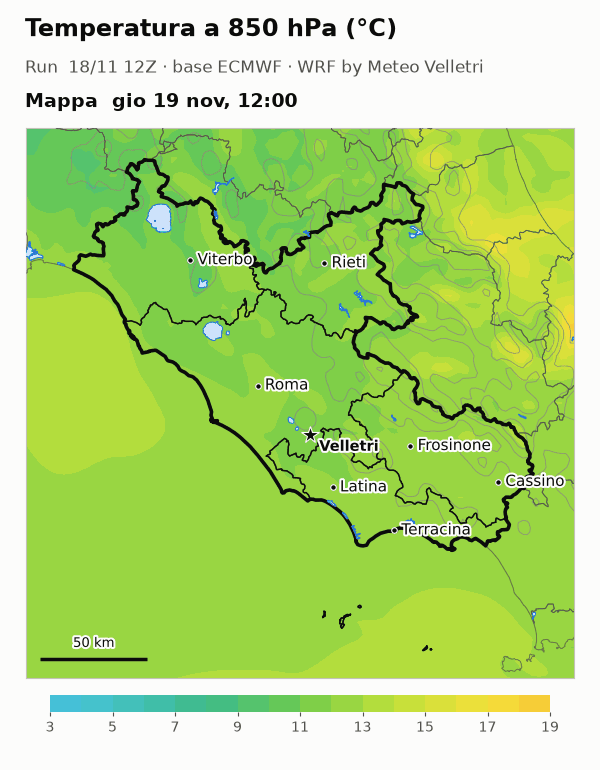 Temperatura a 850 hPa (°C)
Run  18/11 12Z · base ECMWF · WRF by Meteo Velletri
Mappa  gio 19 nov, 12:00
Viterbo
Rieti
Roma
Velletri
Frosinone
Cassino
Latina
Terracina
50 km
3 5 7 9 11 13 15 17 19